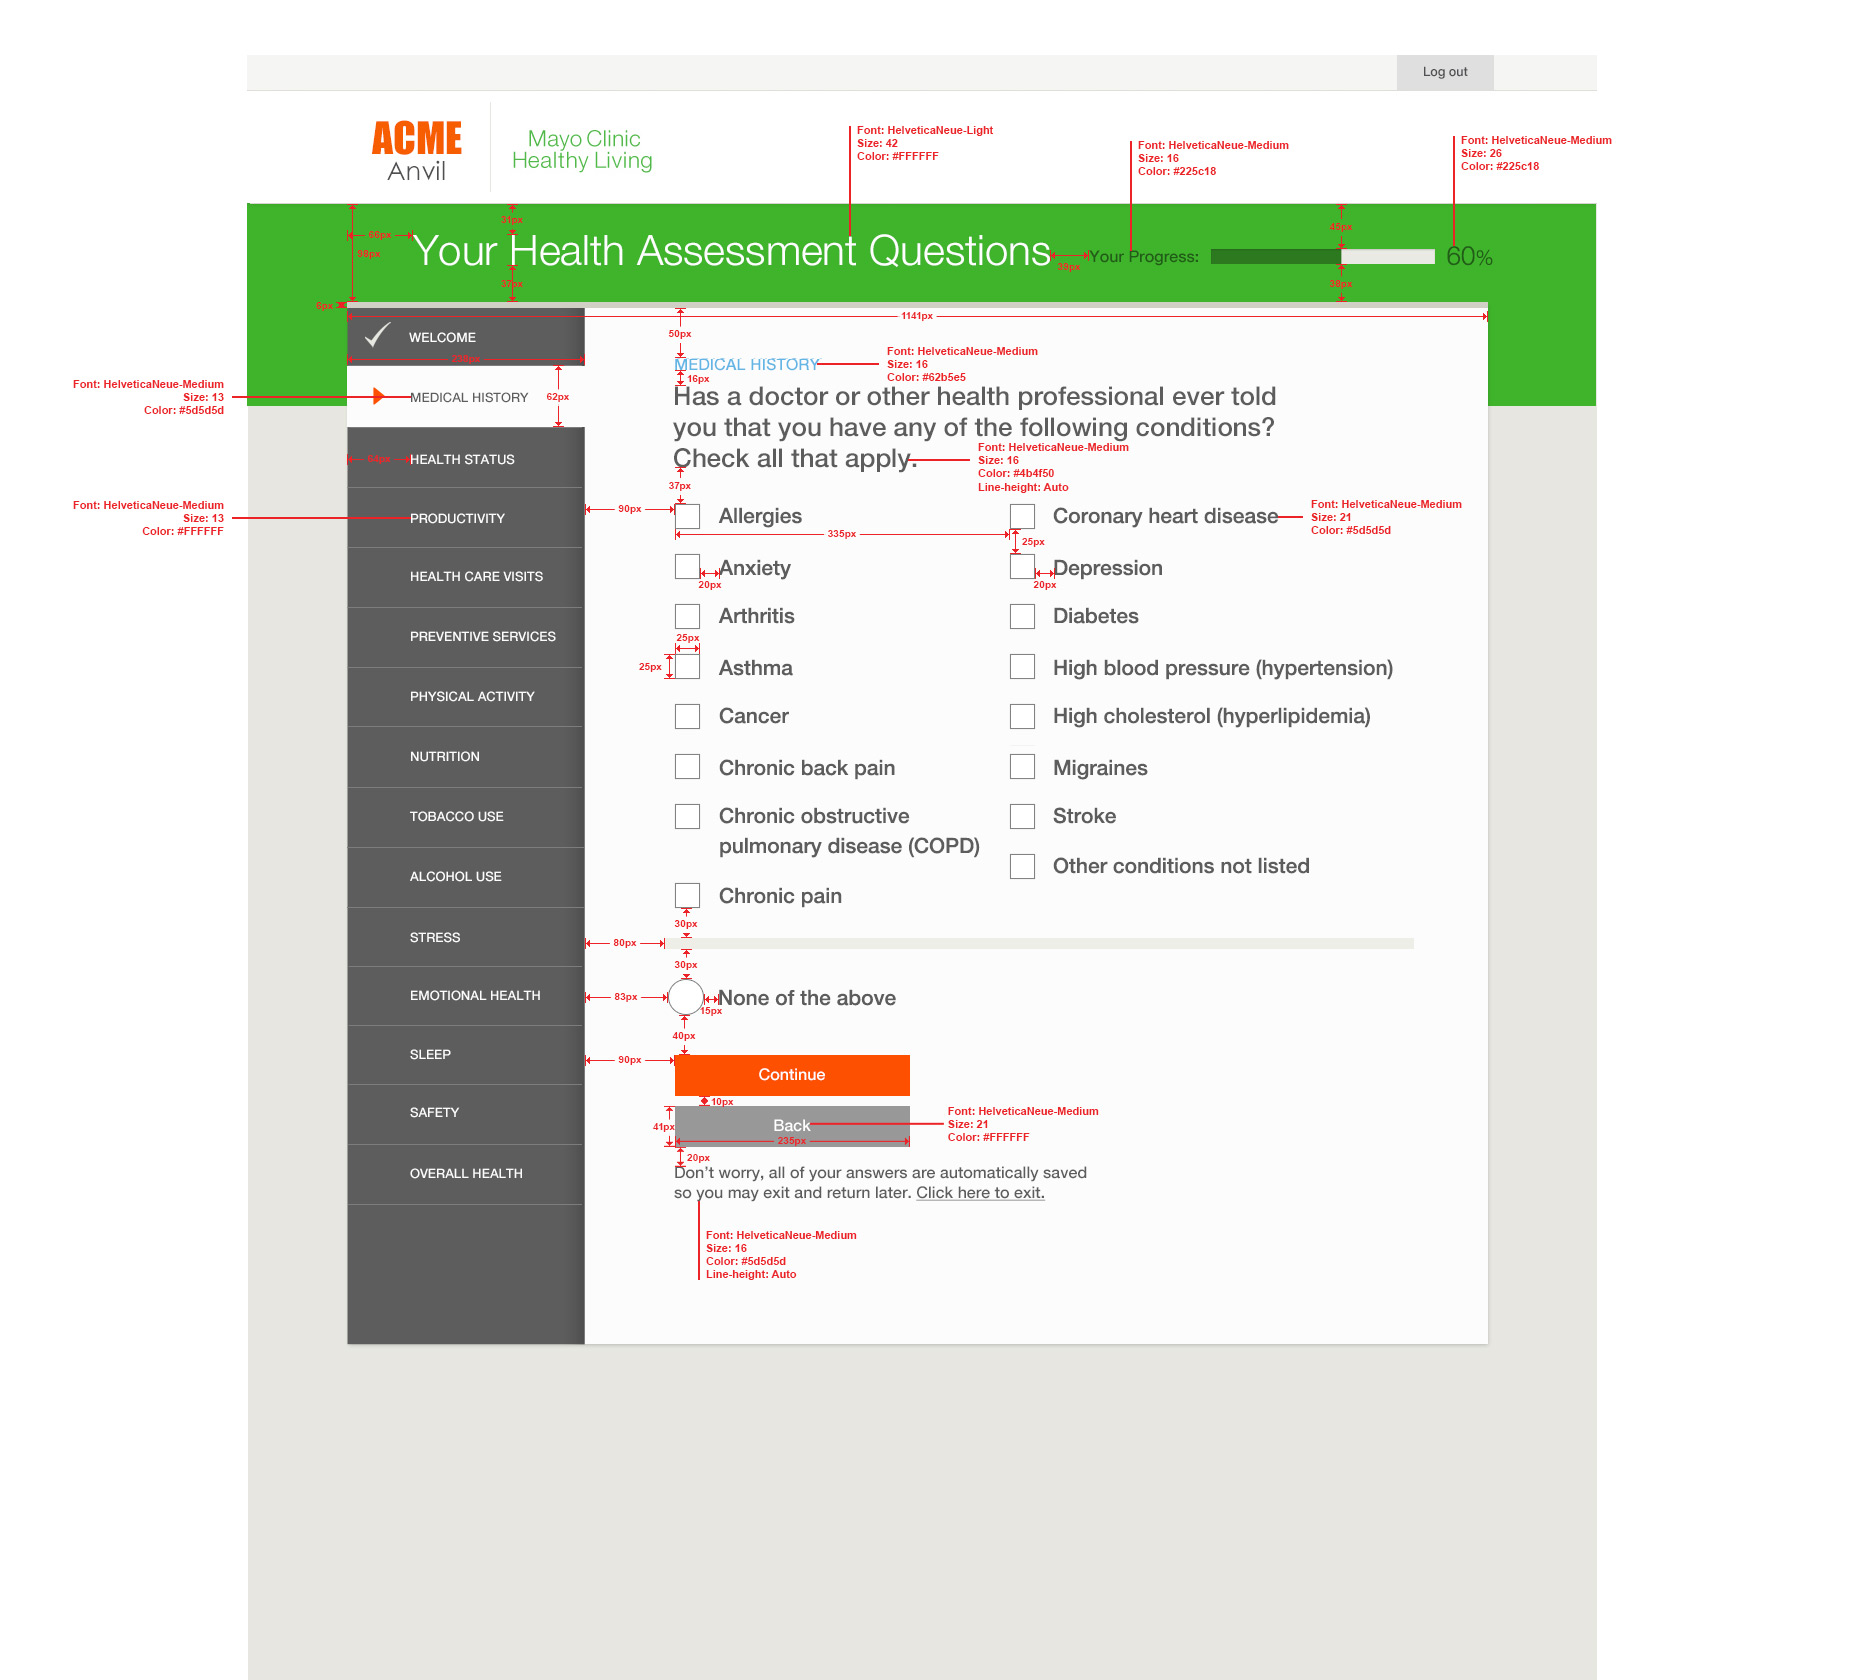 Log out
ACME
Anvil
Mayo Clinic
Healthy Living
Font: HelveticaNeue-Light
Size: 42
Color: #FFFFFF
Font: HelveticaNeue-Medium
Size: 16
Color: #225c18
Font: HelveticaNeue-Medium
Size: 26
Color: #225c18
31px
66px
98px
37px
Your Health Assessment Questions
39px
Your Progress:
45px
38px
60%
6px
1141px
WELCOME
50px
MEDICAL HISTORY
Font: HelveticaNeue-Medium
Size: 16
Color: #62b5e5
16px
Font: HelveticaNeue-Medium
Size: 13
Color: #5d5d5d
MEDICAL HISTORY
62px
Has a doctor or other health professional ever told
you that you have any of the following conditions?
Check all that apply.
Font: HelveticaNeue-Medium
Size: 16
Color: #4b4f50
Line-height: Auto
37px
HEALTH STATUS
Font: HelveticaNeue-Medium
Size: 13
Color: #FFFFFF
PRODUCTIVITY
HEALTH CARE VISITS
PREVENTIVE SERVICES
PHYSICAL ACTIVITY
NUTRITION
TOBACCO USE
ALCOHOL USE
STRESS
EMOTIONAL HEALTH
SLEEP
SAFETY
OVERALL HEALTH
90px
Allergies
335px
Anxiety
20px
Arthritis
25px
25px
Asthma
Cancer
Chronic back pain
Chronic obstructive
pulmonary disease (COPD)
Chronic pain
Coronary heart disease
Font: HelveticaNeue-Medium
Size: 21
Color: #5d5d5d
25px
Depression
20px
Diabetes
High blood pressure (hypertension)
High cholesterol (hyperlipidemia)
Migraines
Stroke
Other conditions not listed
30px
80px
30px
83px
15px
None of the above
40px
90px
Continue
10px
41px
Back
235px
Font: HelveticaNeue-Medium
Size: 21
Color: #FFFFFF
20px
Don't worry, all of your answers are automatically saved
so you may exit and return later. Click here to exit.
Font: HelveticaNeue-Medium
Size: 16
Color: #5d5d5d
Line-height: Auto